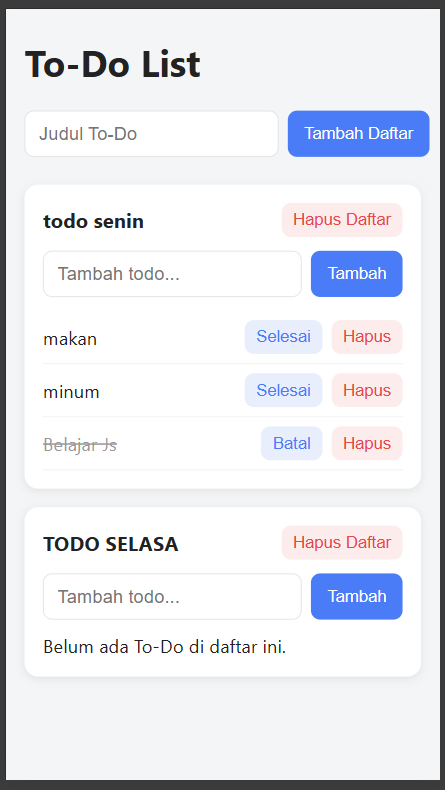 To-Do List
Judul To-Do Tambah Daftar
todo senin Hapus Daftar
Tambah todo... Tambah
makan Selesai Hapus
minum Selesai Hapus
Belajar Js Batal Hapus
TODO SELASA Hapus Daftar
Tambah todo... Tambah
Belum ada To-Do di daftar ini.